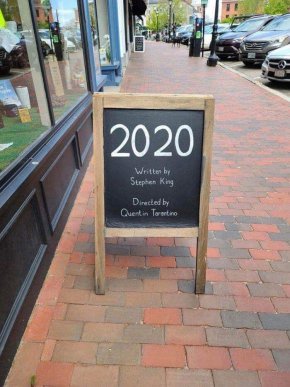 2020
Written by
Stephen King
Directed by
Quentin Tarantino